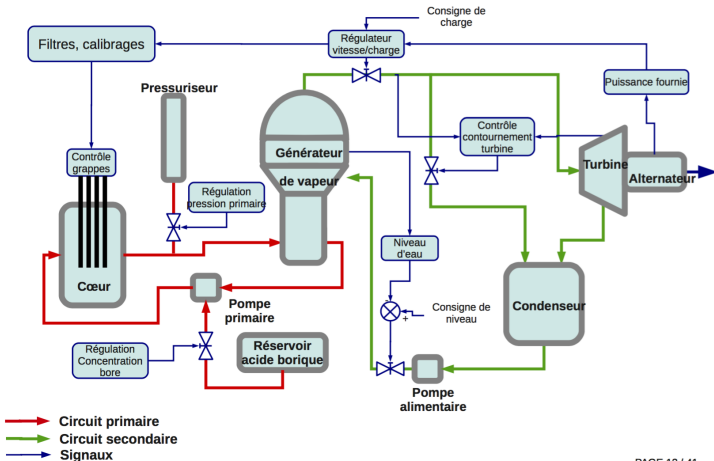 Consigne de
charge
Filtres, calibrages
Régulateur
vitesse/charge
Puissance fournie
Pressuriseur
Contrôle
contournement
turbine
Générateur
de vapeur
Contrôle
grappes
Turbine
Alternateur
Régulation
pression primaire
Niveau
d'eau
Cœur
Pompe
primaire
Consigne de
niveau
+
-
Condenseur
Régulation
Concentration
bore
Réservoir
acide borique
Pompe
alimentaire
Circuit primaire
Circuit secondaire
Signaux